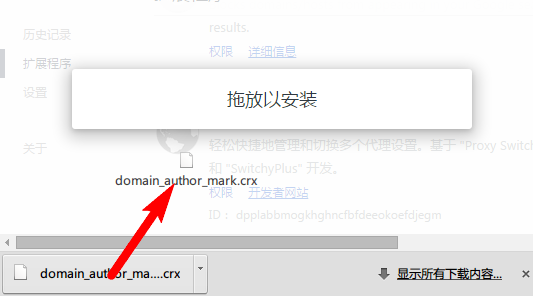 results.
历史记录
权限 详细信息
扩展程序
设置
拖放以安装
关于
轻松快捷地管理和切换多个代理设置。基于 "Proxy Switc
和 "SwitchyPlus" 开发。
domain_author_mark.crx
权限 开发者网站
ID： dpplabbmogkhghncfbfdeeokoefdjegm
domain_author_ma....crx
显示所有下载内容...